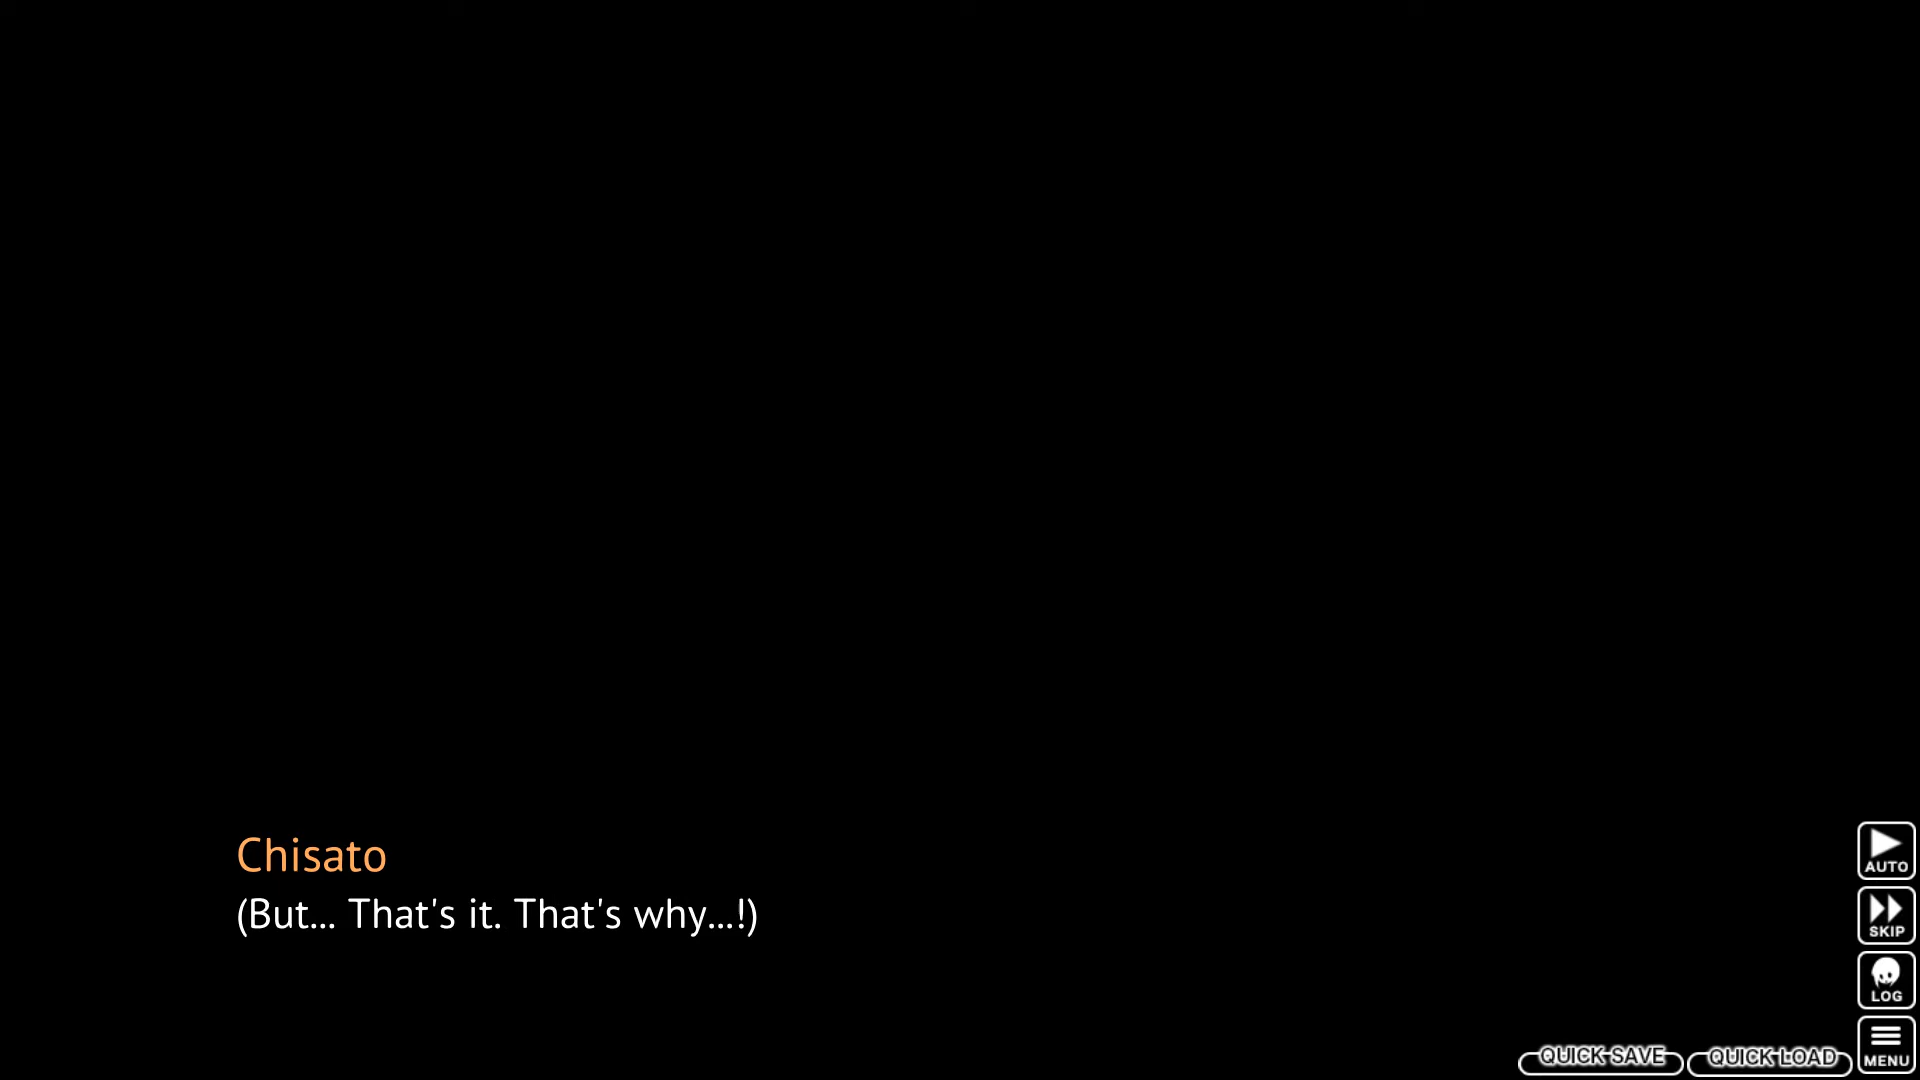 Chisato
(But... That's it. That's why...!)
AUTO
SKIP
LOG
MENU
QUICK SAVE
QUICK LOAD